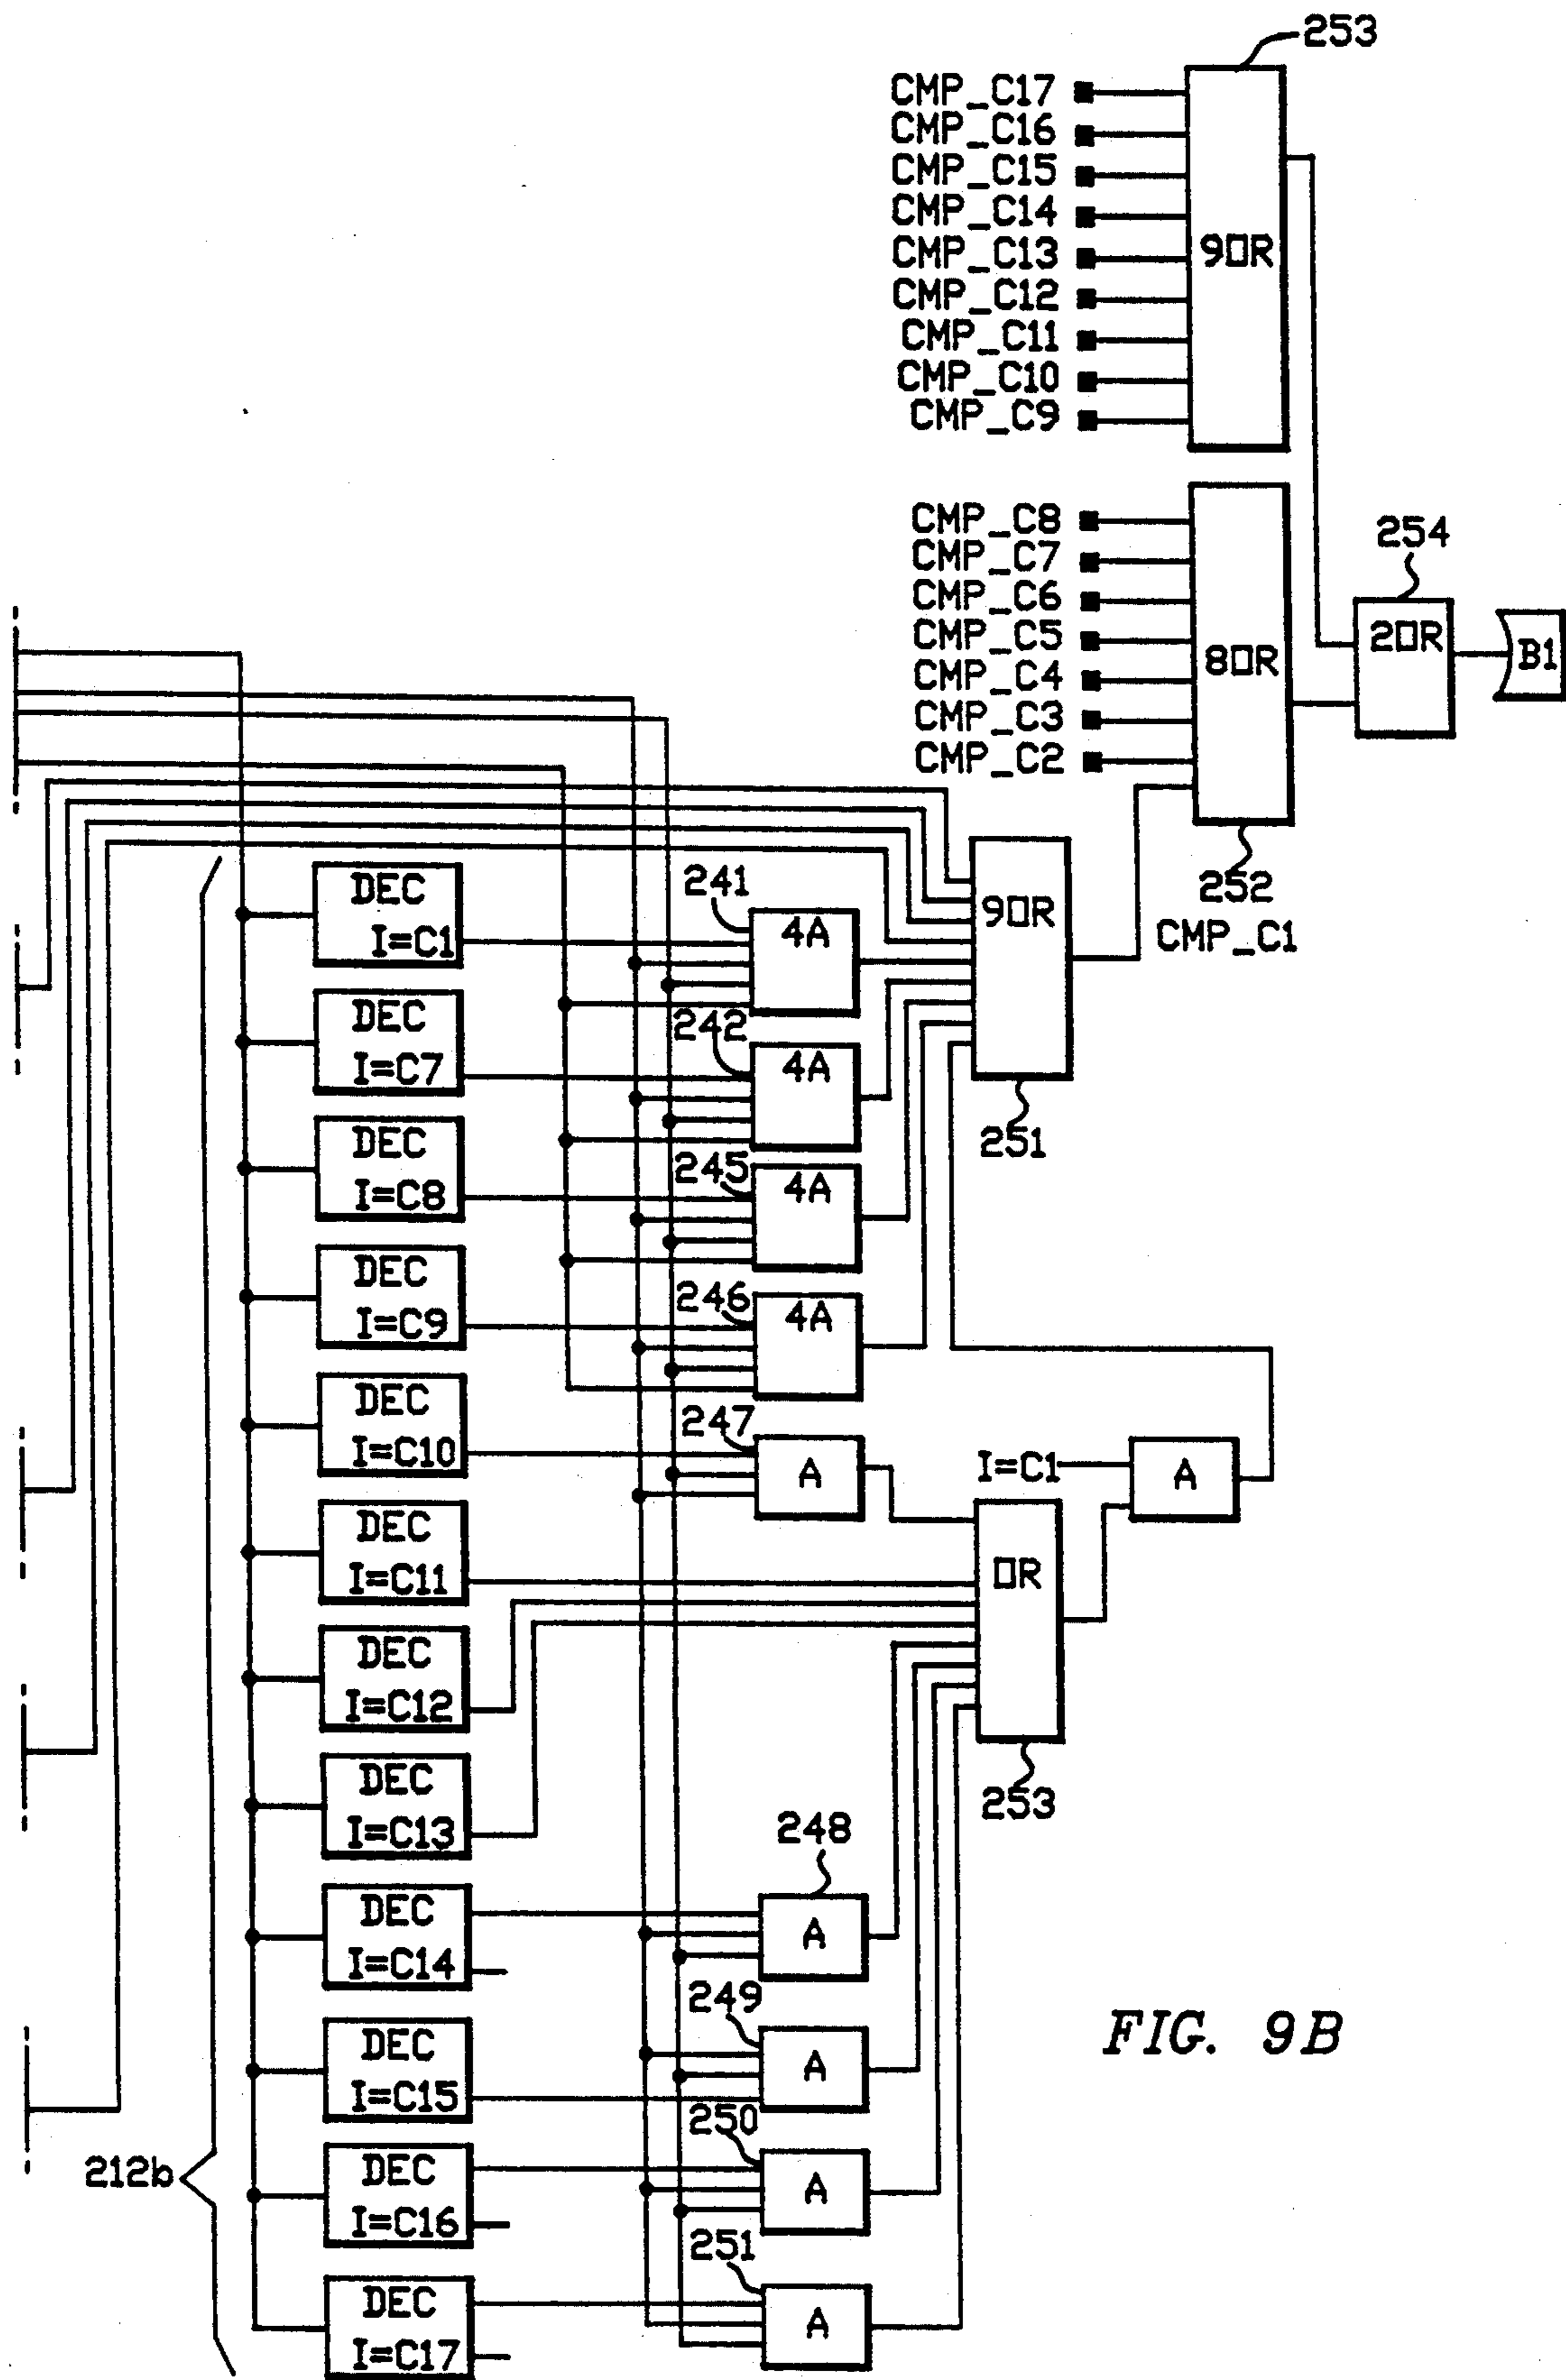 253
CMP_C17
CMP_C16
CMP_C15
CMP_C14
CMP_C13
CMP_C12
CMP_C11
CMP_C10
CMP_C9
9OR
CMP_C8
CMP_C7
CMP_C6
CMP_C5
CMP_C4
CMP_C3
CMP_C2
8OR
254
2OR
B1
252
CMP_C1
DEC
I=C1
241
4A
9OR
251
DEC
I=C7
242
4A
DEC
I=C8
245
4A
DEC
I=C9
246
4A
DEC
I=C10
247
A
I=C1
A
DEC
I=C11
OR
253
DEC
I=C12
DEC
I=C13
248
DEC
I=C14
A
249
DEC
I=C15
A
250
DEC
I=C16
A
251
DEC
I=C17
A
212b
FIG. 9B